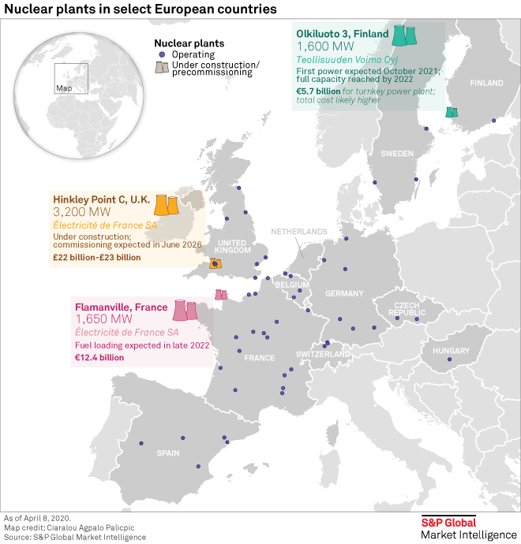 Nuclear plants in select European countries
Nuclear plants
Operating
Under construction/
precommissioning
Map
Olkiluoto 3, Finland
1,600 MW
Teollisuuden Voima Oyj
First power expected October 2021;
full capacity reached by 2022
€5.7 billion for turnkey power plant;
total cost likely higher
FINLAND
SWEDEN
Hinkley Point C, U.K.
3,200 MW
Électricité de France SA
Under construction;
commissioning expected in June 2026
£22 billion-£23 billion
UNITED
KINGDOM
NETHERLANDS
BELGIUM
GERMANY
CZECH
REPUBLIC
Flamanville, France
1,650 MW
Électricité de France SA
Fuel loading expected in late 2022
€12.4 billion
FRANCE
SWITZERLAND
HUNGARY
SPAIN
As of April 8, 2020.
Map credit: Ciaralou Agpalo Palicpic
Source: S&P Global Market Intelligence
S&P Global
Market Intelligence